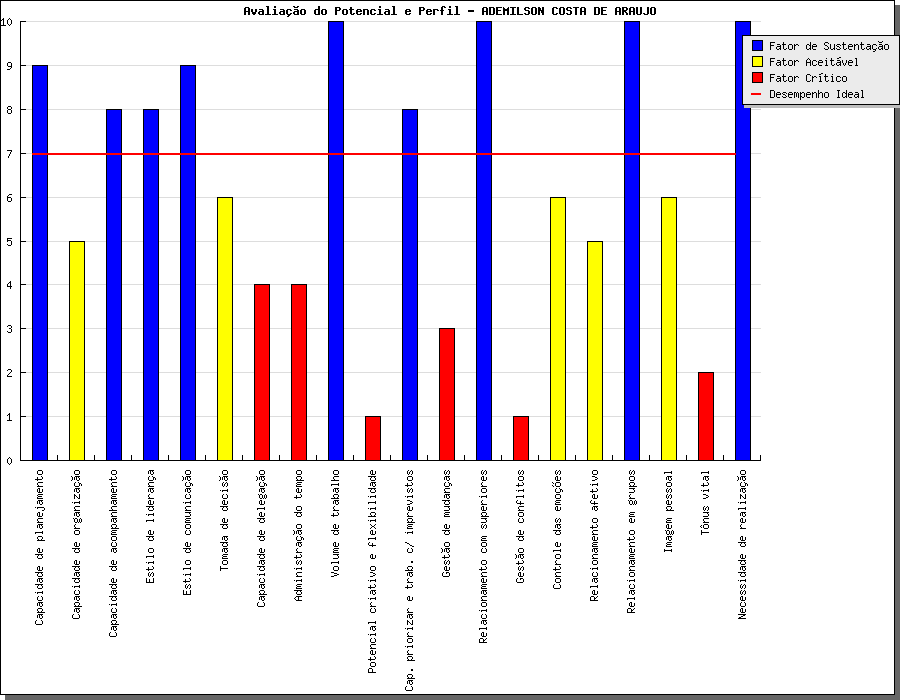 Avaliação do Potencial e Perfil - ADEMILSON COSTA DE ARAUJO
10
9
8
7
6
5
4
3
2
1
0
Fator de Sustentação
Fator Aceitável
Fator Crítico
Desempenho Ideal
Capacidade de planejamento
Capacidade de organização
Capacidade de acompanhamento
Estilo de liderança
Estilo de comunicação
Tomada de decisão
Capacidade de delegação
Administração do tempo
Volume de trabalho
Potencial criativo e flexibilidade
Cap. priorizar e trab. c/ imprevistos
Gestão de mudanças
Relacionamento com superiores
Gestão de conflitos
Controle das emoções
Relacionamento afetivo
Relacionamento em grupos
Imagem pessoal
Tônus vital
Necessidade de realização